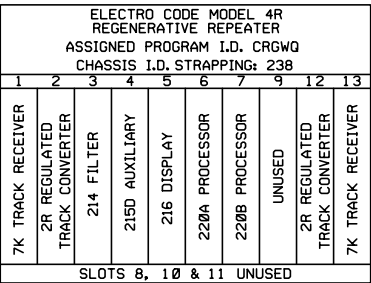 ELECTRO CODE MODEL 4R
REGENERATIVE REPEATER
ASSIGNED PROGRAM I.D. CRGWQ
CHASSIS I.D. STRAPPING: 238
1 2 3 4 5 6 7 9 12 13
7K TRACK RECEIVER
2R REGULATED
TRACK CONVERTER
214 FILTER
215D AUXILIARY
216 DISPLAY
220A PROCESSOR
220B PROCESSOR
UNUSED
2R REGULATED
TRACK CONVERTER
7K TRACK RECEIVER
SLOTS 8, 10 & 11 UNUSED